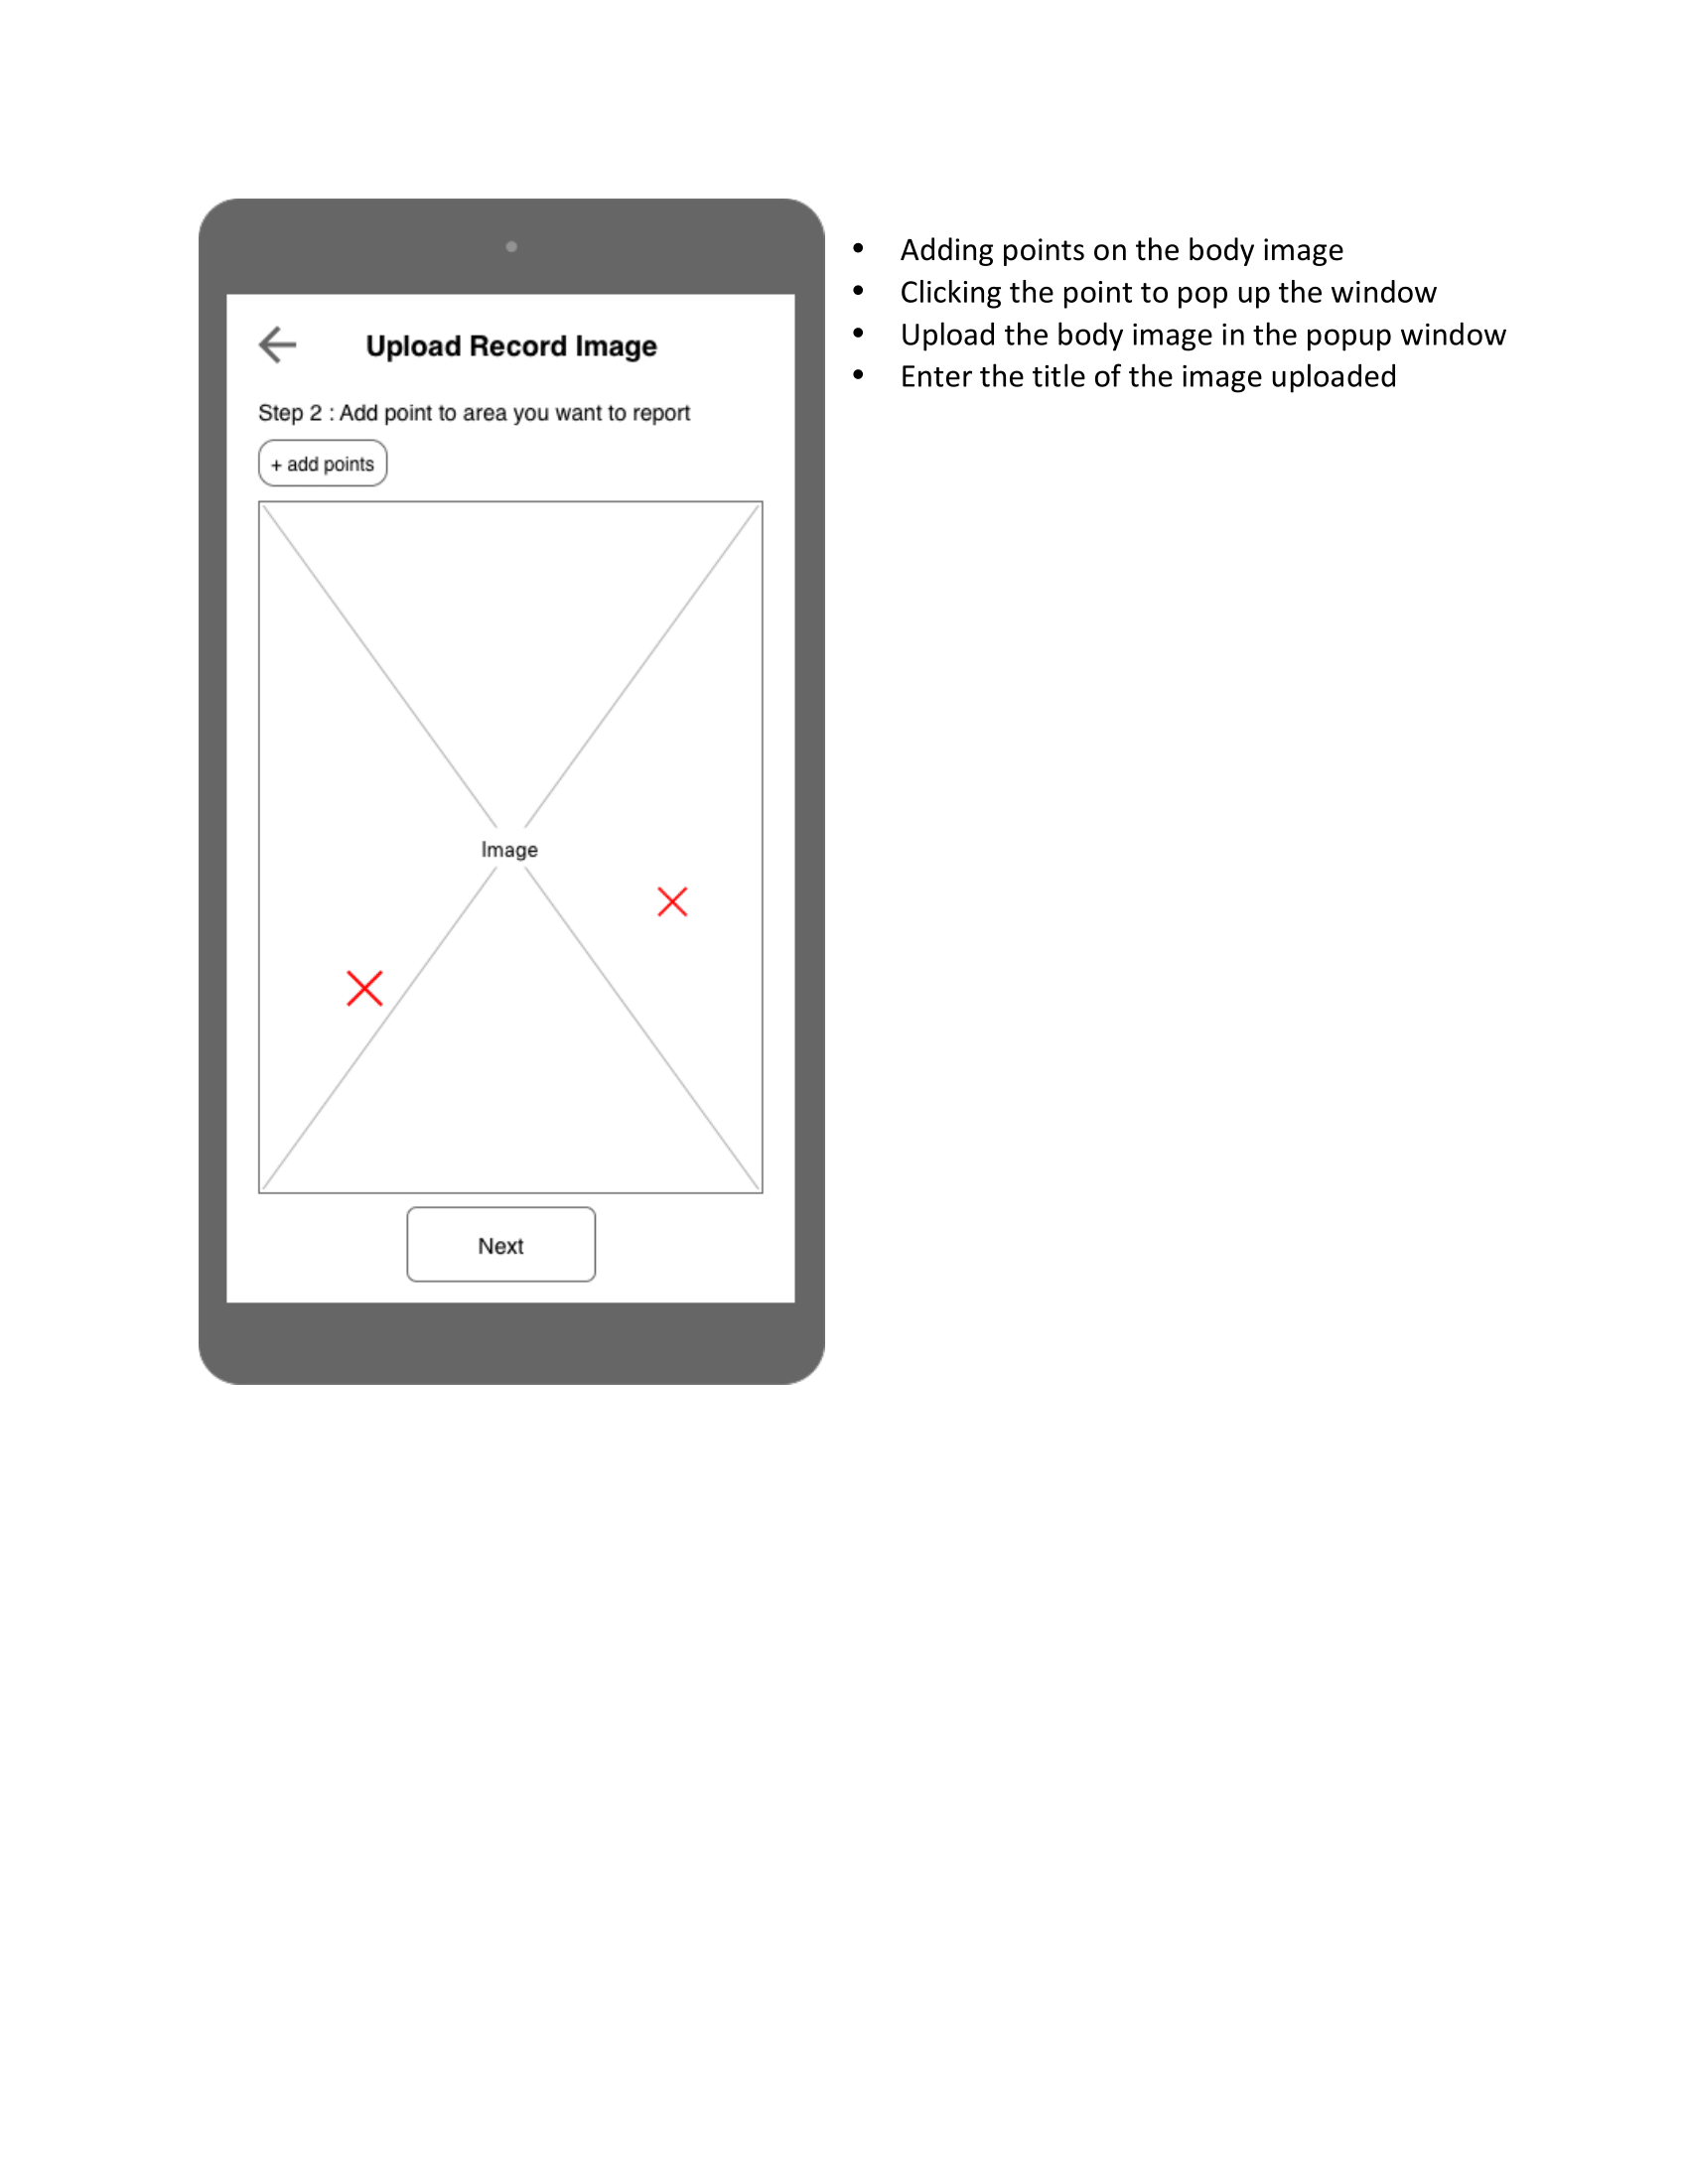 Upload Record Image
Step 2 : Add point to area you want to report
+ add points
Image
Next
• Adding points on the body image
• Clicking the point to pop up the window
• Upload the body image in the popup window
• Enter the title of the image uploaded